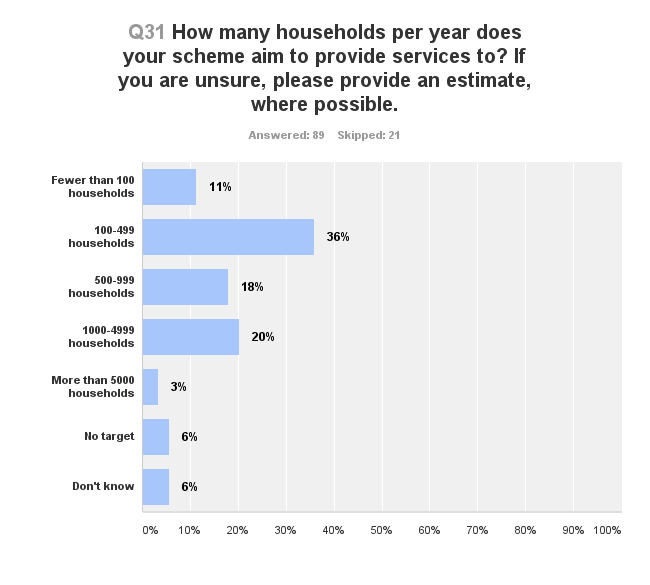 Q31 How many households per year does
your scheme aim to provide services to? If
you are unsure, please provide an estimate,
where possible.
Answered: 89 Skipped: 21
Fewer than 100
households
11%
100-499
households
36%
500-999
households
18%
1000-4999
households
20%
More than 5000
households
3%
No target
6%
Don't know
6%
0% 10% 20% 30% 40% 50% 60% 70% 80% 90% 100%